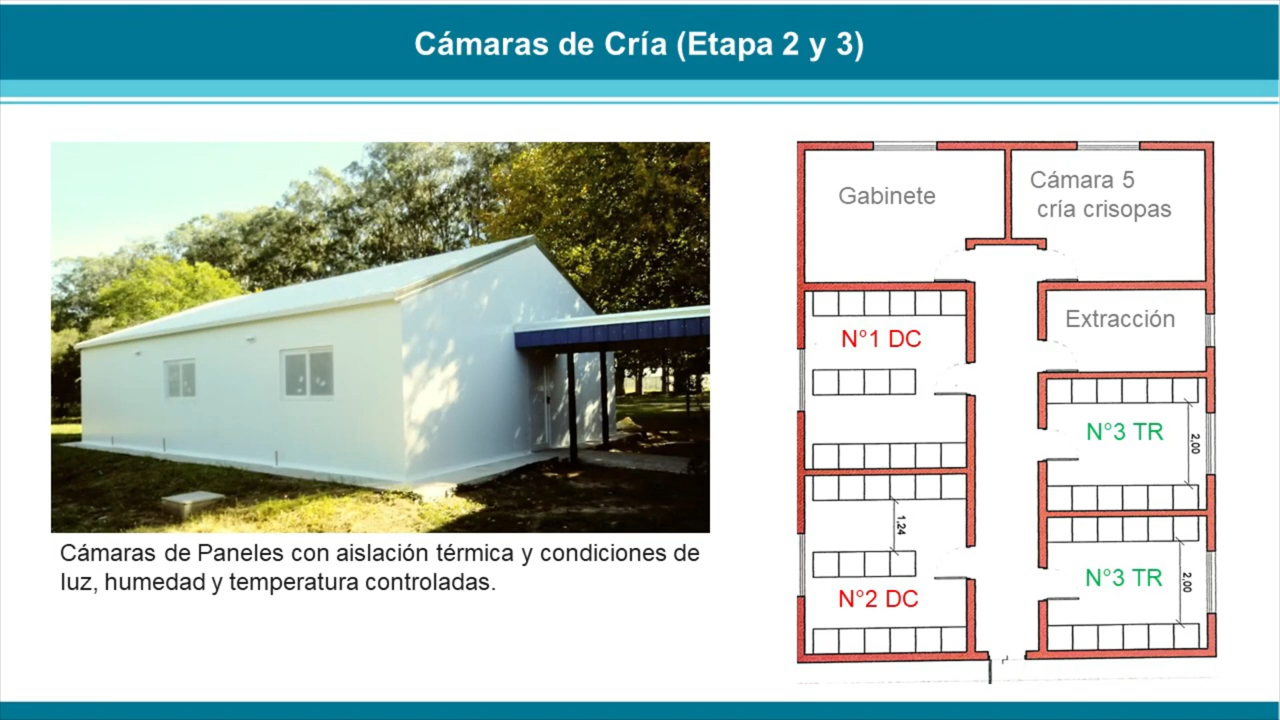 Cámaras de Cría (Etapa 2 y 3)
Cámaras de Paneles con aislación térmica y condiciones de
luz, humedad y temperatura controladas.
Gabinete
Cámara 5
cría crisopas
Extracción
N°1 DC
N°3 TR
2,00
1,24
N°2 DC
N°3 TR
2,00